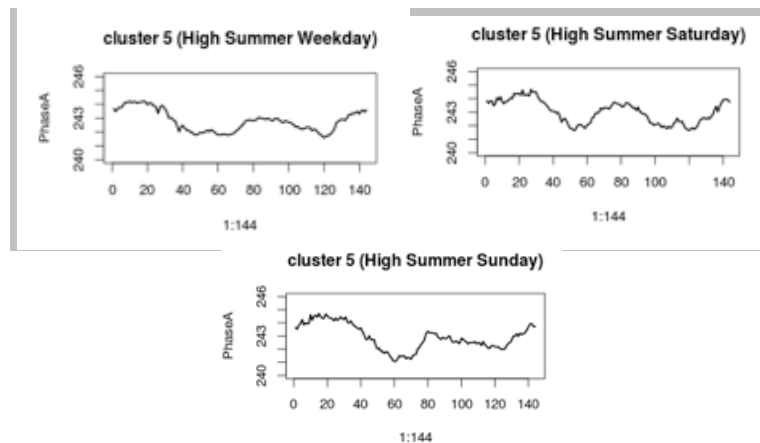 cluster 5 (High Summer Weekday)
PhaseA
246
243
240
0 20 40 60 80 100 120 140
1:144
cluster 5 (High Summer Saturday)
PhaseA
246
243
240
0 20 40 60 80 100 140
1:144
cluster 5 (High Summer Sunday)
PhaseA
246
243
240
0 20 40 60 80 100 120 140
1:144